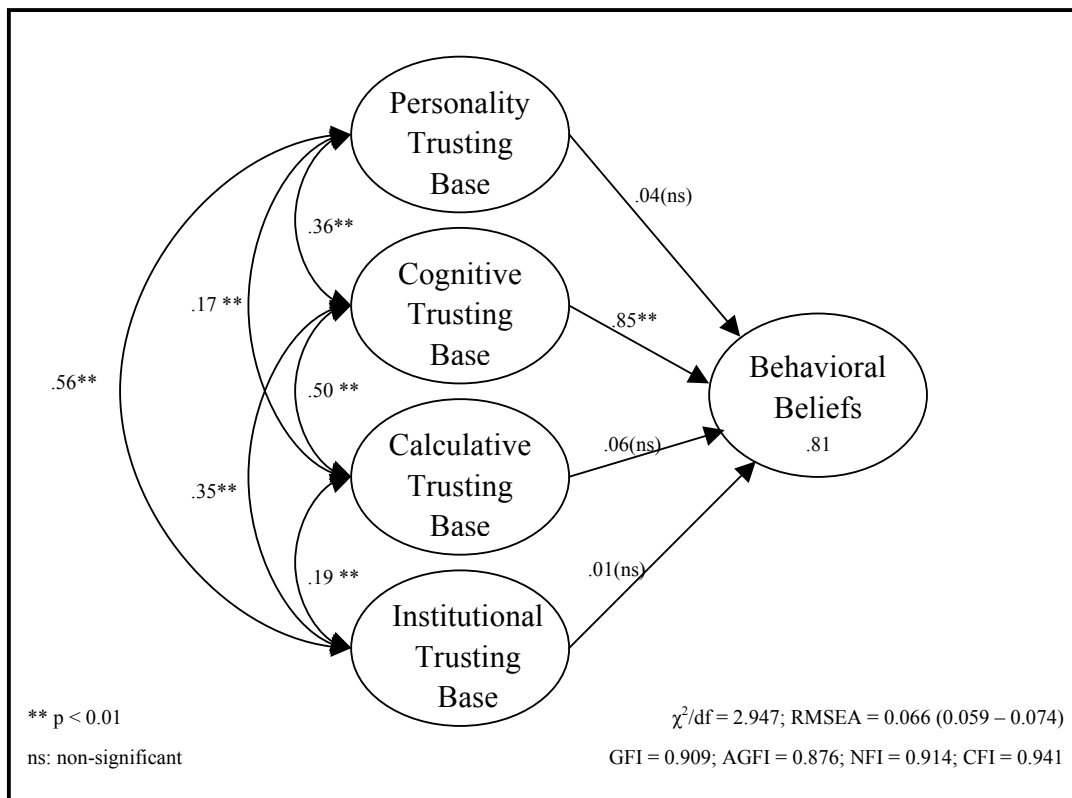 Personality
Trusting
Base
.04(ns)
.36**
Cognitive
Trusting
Base
.17 **
.85**
Behavioral
Beliefs
.81
.56**
.50 **
Calculative
Trusting
Base
.06(ns)
.35**
.19 **
.01(ns)
Institutional
Trusting
Base
** p < 0.01
χ²/df = 2.947; RMSEA = 0.066 (0.059 – 0.074)
ns: non-significant
GFI = 0.909; AGFI = 0.876; NFI = 0.914; CFI = 0.941